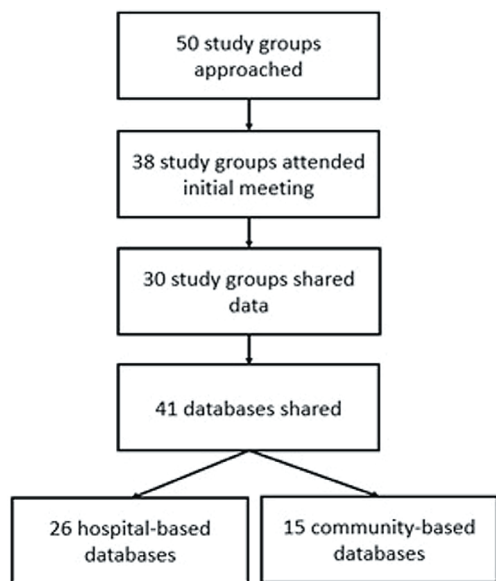 50 study groups
approached
38 study groups attended
initial meeting
30 study groups shared
data
41 databases shared
26 hospital-based
databases
15 community-based
databases